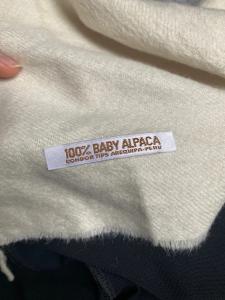 100% BABY ALPACA
CONDOR TIPS AREQUIPA-PERU